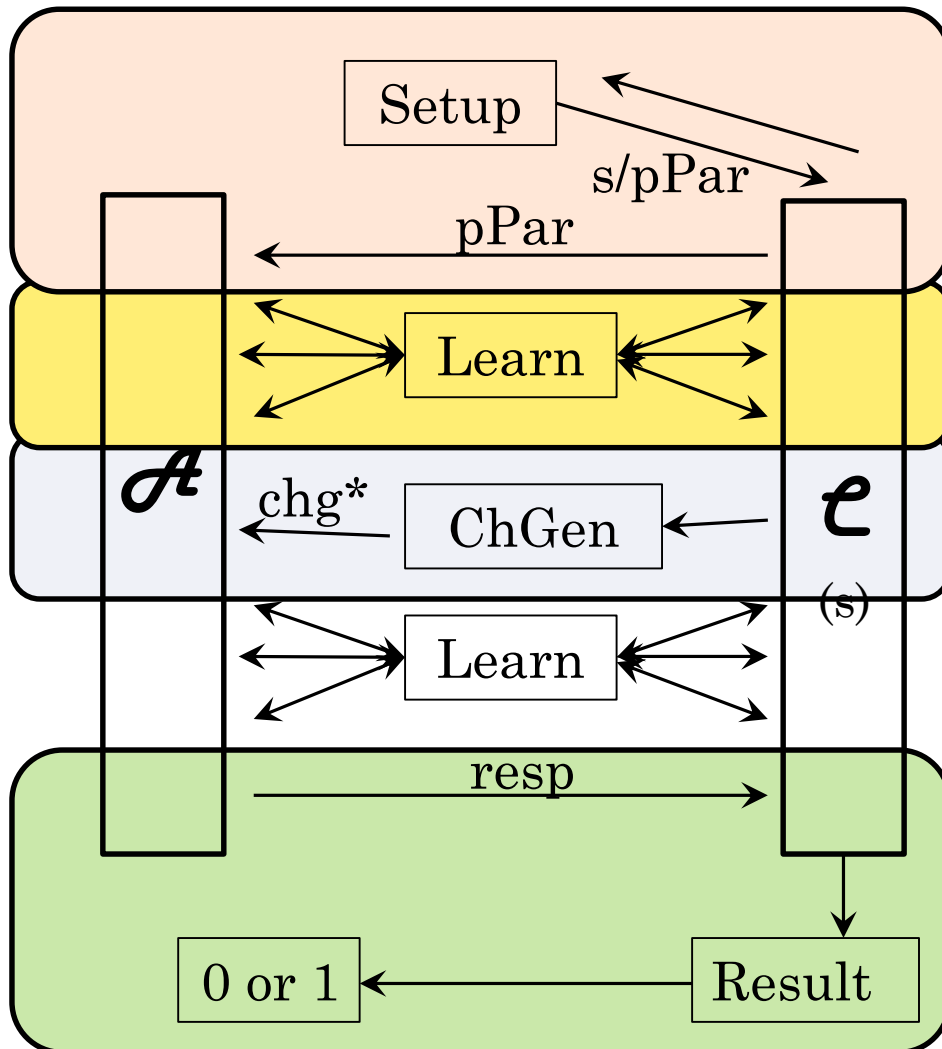 Setup
s/pPar
pPar
Learn
𝒜
chg*
ChGen
𝒞
(s)
Learn
resp
0 or 1
Result